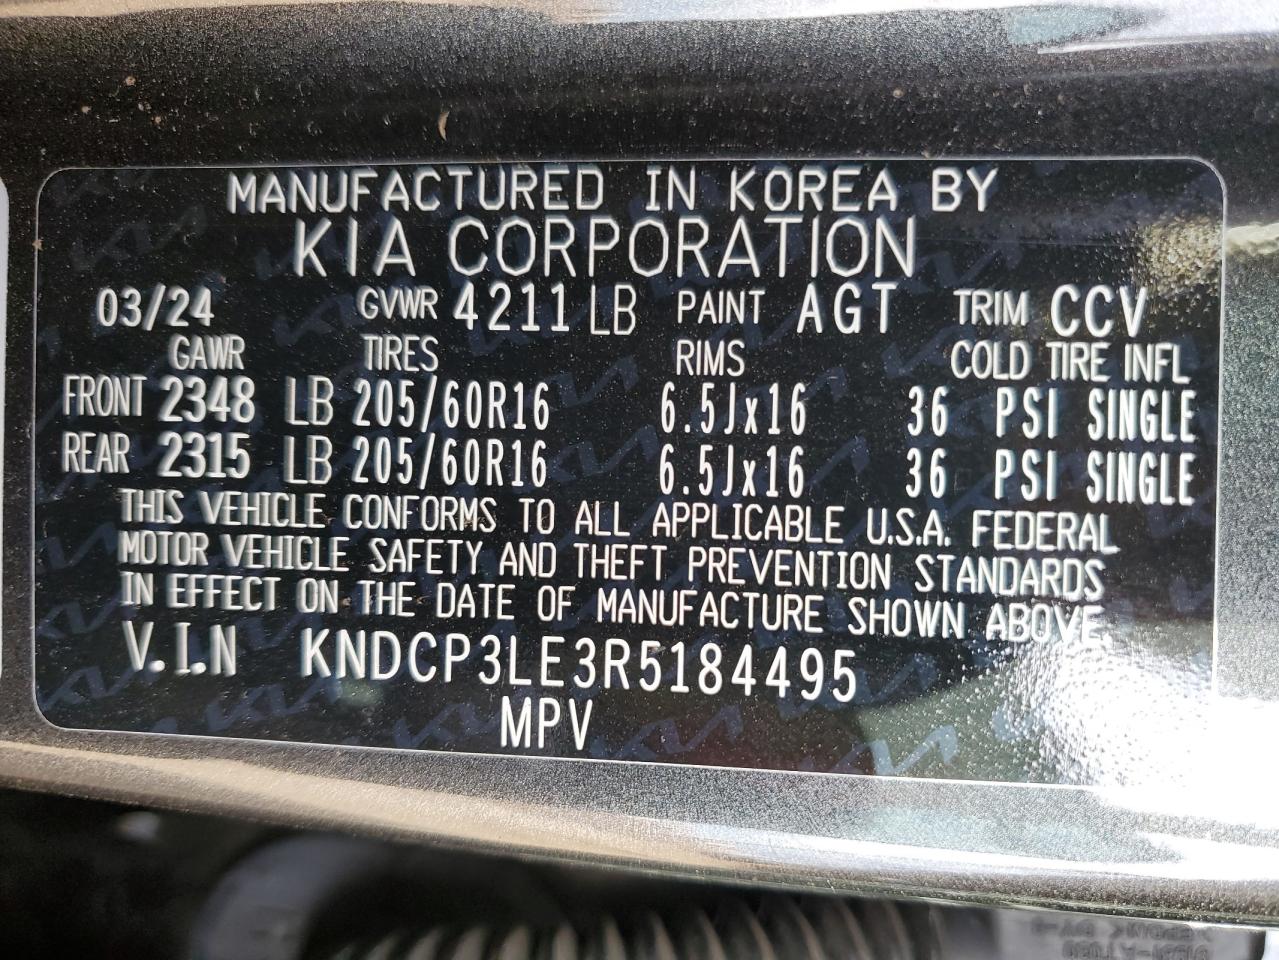 MANUFACTURED IN KOREA BY
KIA CORPORATION
03/24 GVWR 4211 LB PAINT AGT TRIM CCV
GAWR TIRES RIMS COLD TIRE INFL
FRONT 2348 LB 205/60R16 6.5Jx16 36 PSI SINGLE
REAR 2315 LB 205/60R16 6.5Jx16 36 PSI SINGLE
THIS VEHICLE CONFORMS TO ALL APPLICABLE U.S.A. FEDERAL
MOTOR VEHICLE SAFETY AND THEFT PREVENTION STANDARDS
IN EFFECT ON THE DATE OF MANUFACTURE SHOWN ABOVE.
V.I.N KNDCP3LE3R5184495
MPV